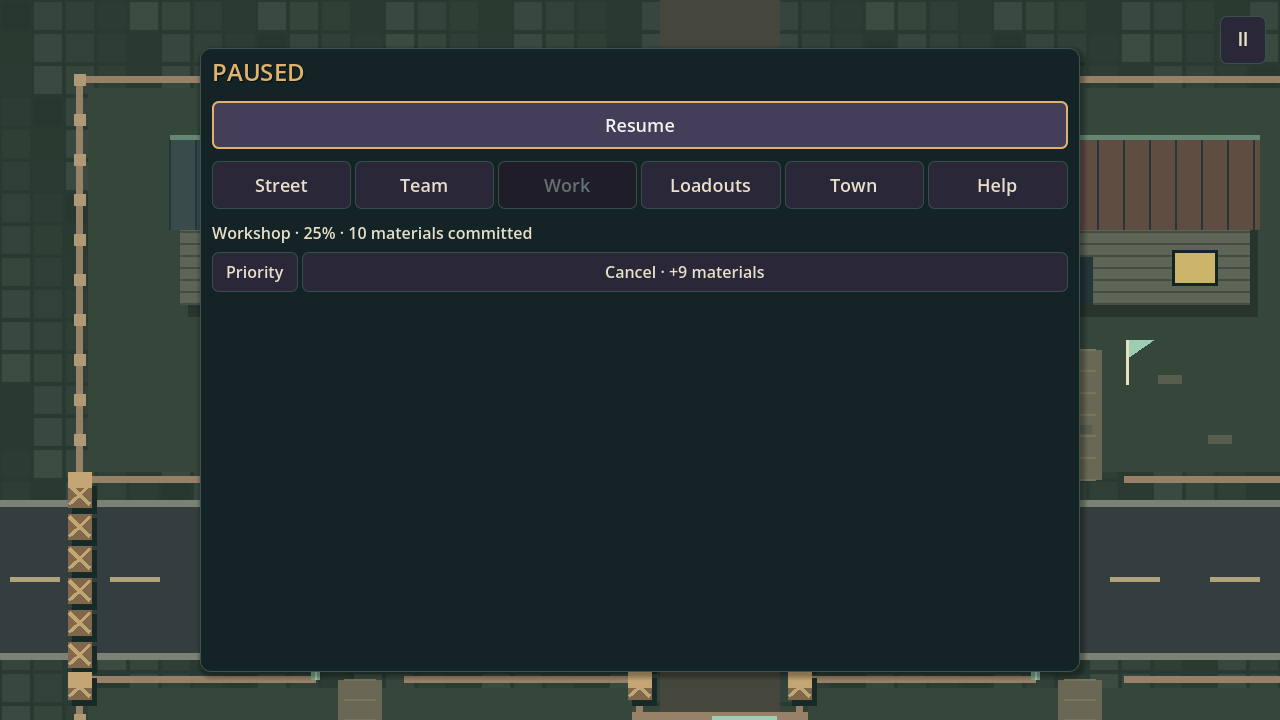 PAUSED
Resume
Street Team Work Loadouts Town Help
Workshop · 25% · 10 materials committed
Priority Cancel · +9 materials